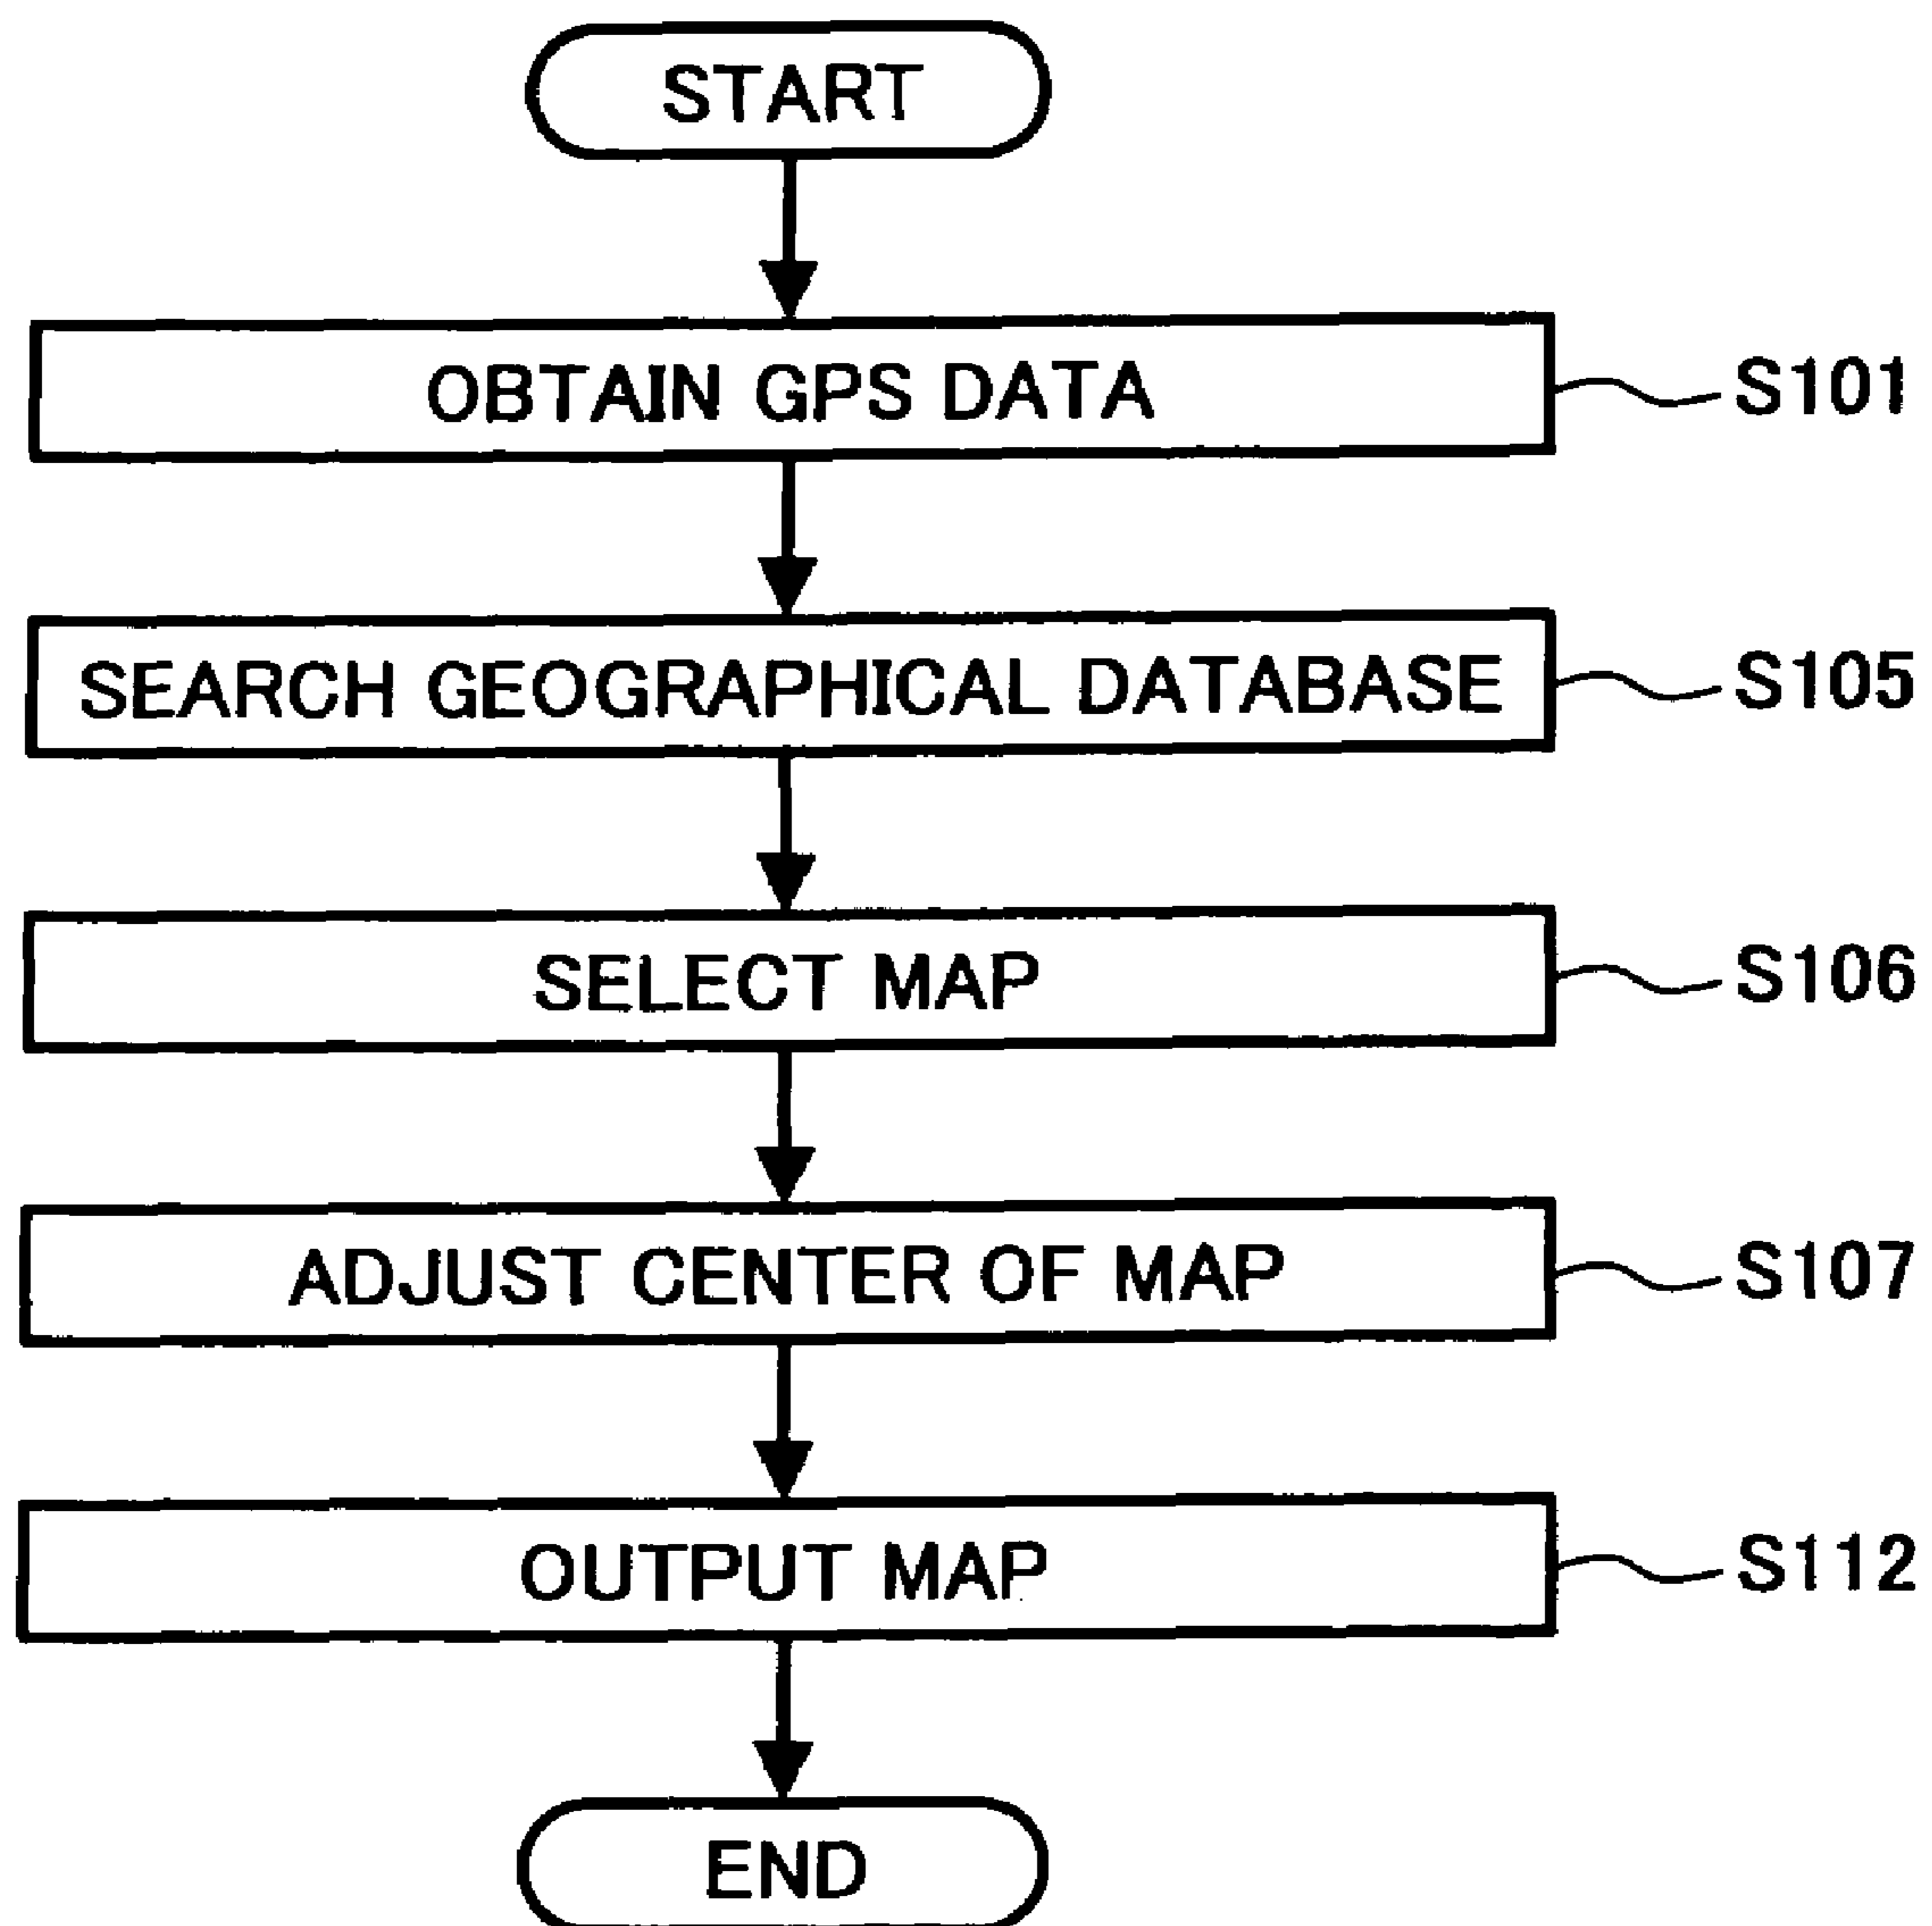 START
OBTAIN GPS DATA S101
SEARCH GEOGRAPHICAL DATABASE S105
SELECT MAP S106
ADJUST CENTER OF MAP S107
OUTPUT MAP S112
END